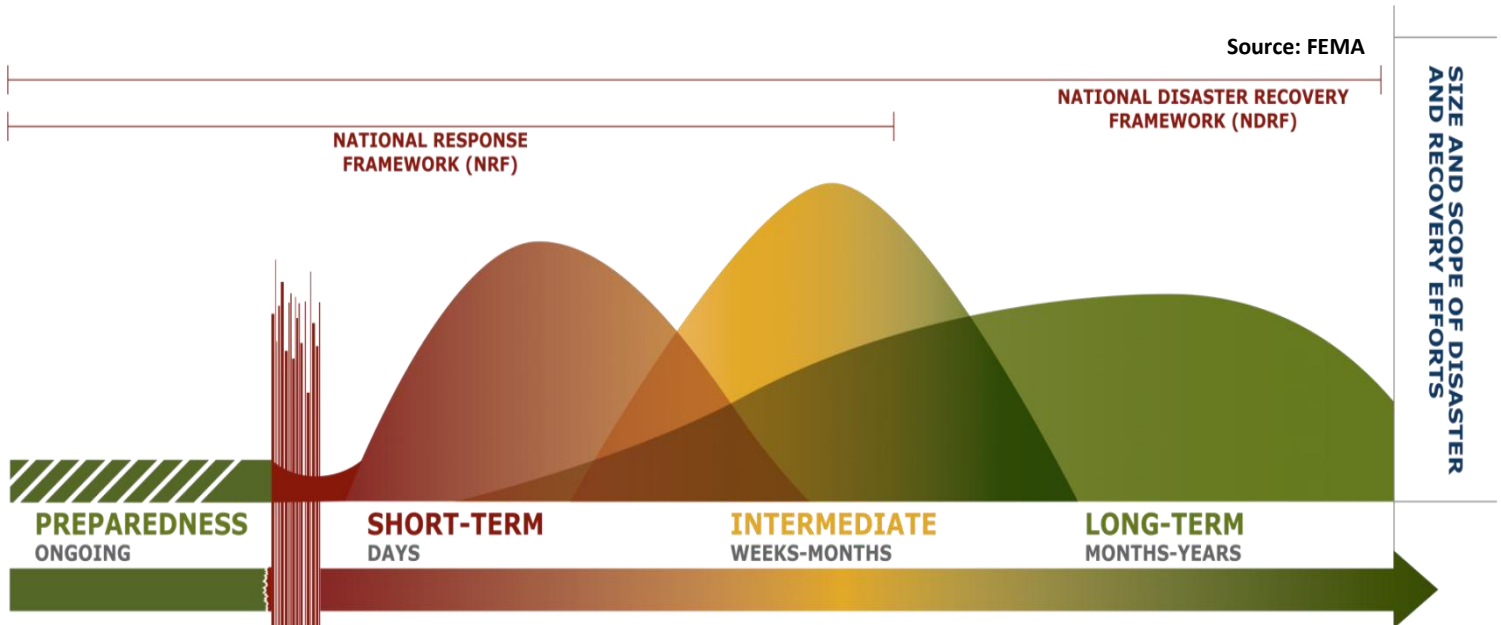 Source: FEMA
NATIONAL DISASTER RECOVERY
FRAMEWORK (NDRF)
NATIONAL RESPONSE
FRAMEWORK (NRF)
SIZE AND SCOPE OF DISASTER
AND RECOVERY EFFORTS
PREPAREDNESS
ONGOING
SHORT-TERM
DAYS
INTERMEDIATE
WEEKS-MONTHS
LONG-TERM
MONTHS-YEARS